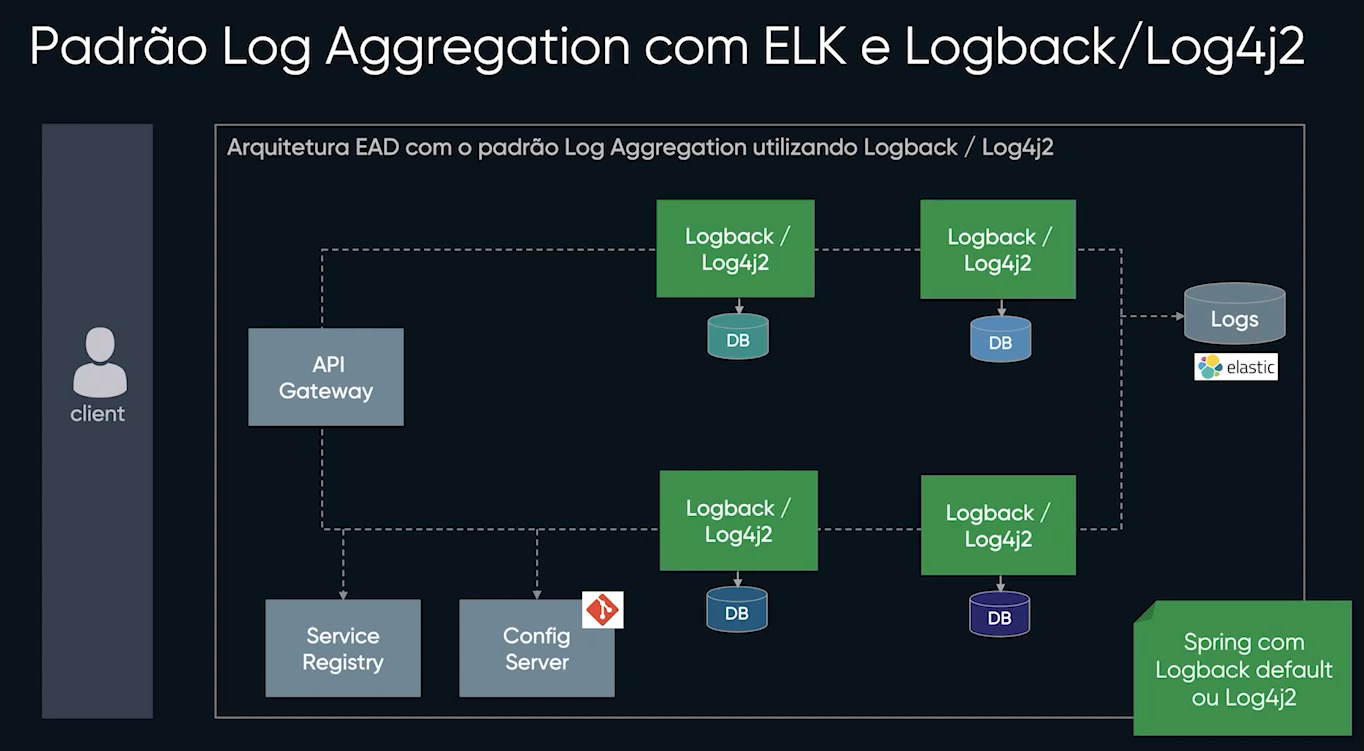 Padrão Log Aggregation com ELK e Logback/Log4j2
Arquitetura EAD com o padrão Log Aggregation utilizando Logback / Log4j2
Logback /
Log4j2
Logback /
Log4j2
DB
DB
Logs
elastic
API
Gateway
client
Logback /
Log4j2
Logback /
Log4j2
DB
DB
Service
Registry
Config
Server
Spring com
Logback default
ou Log4j2